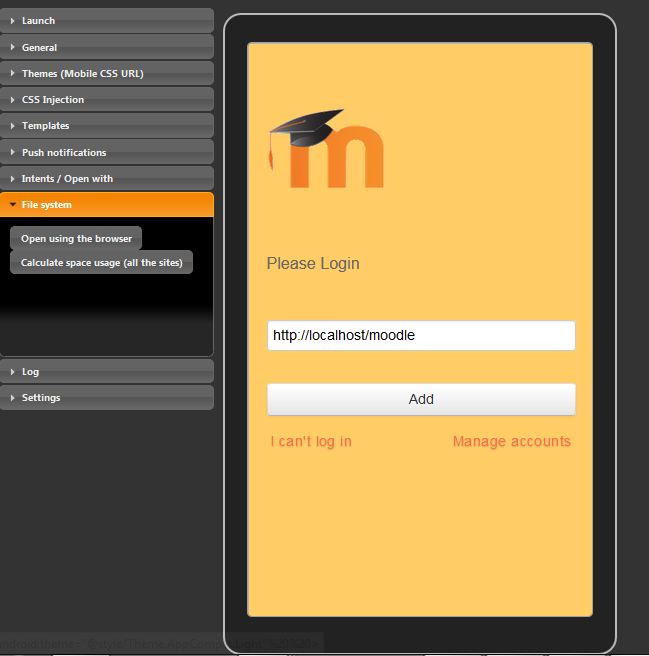 Launch
General
Themes (Mobile CSS URL)
CSS Injection
Templates
Push notifications
Intents / Open with
File system
Open using the browser
Calculate space usage (all the sites)
Log
Settings
m
Please Login
http://localhost/moodle
Add
I can't log in Manage accounts